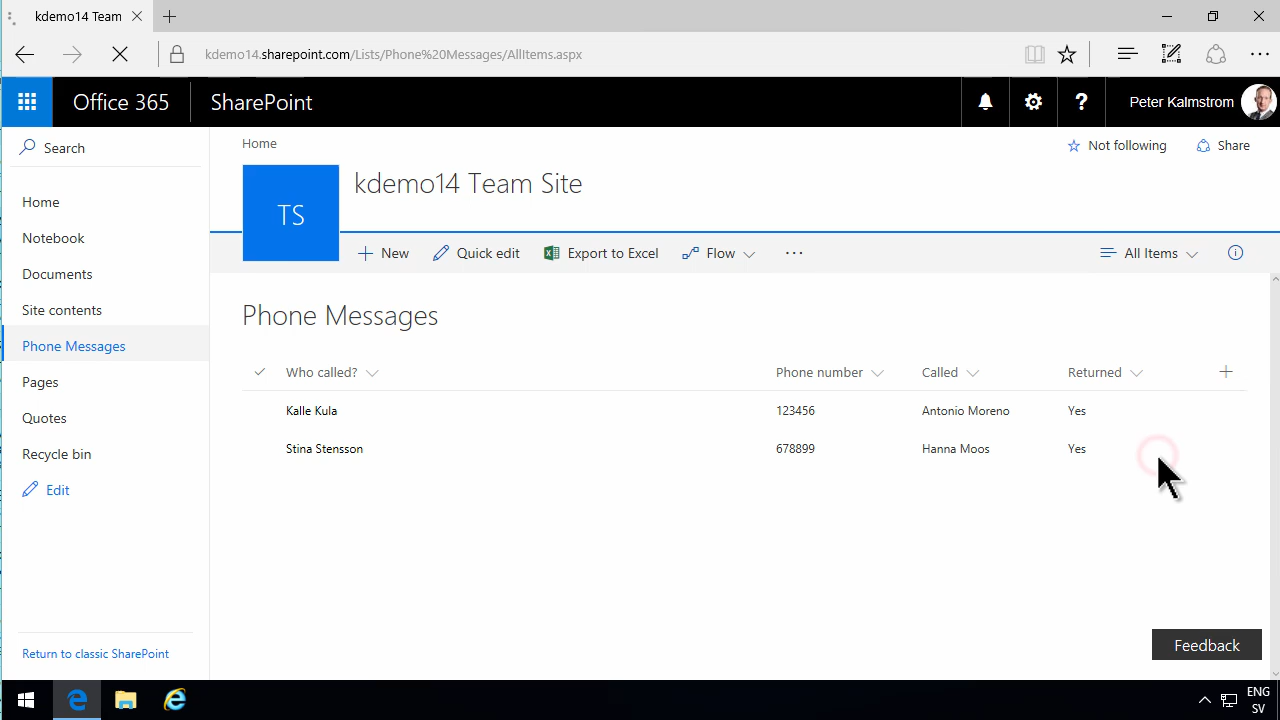 kdemo14 Team
kdemo14.sharepoint.com/Lists/Phone%20Messages/AllItems.aspx
Office 365
SharePoint
?
Peter Kalmstrom
Search
Home
Notebook
Documents
Site contents
Phone Messages
Pages
Quotes
Recycle bin
Edit
Return to classic SharePoint
Home
Not following
Share
TS
kdemo14 Team Site
New
Quick edit
Export to Excel
Flow
All Items
Phone Messages
Who called? Phone number Called Returned
Kalle Kula 123456 Antonio Moreno Yes
Stina Stensson 678899 Hanna Moos Yes
Feedback
ENG
SV